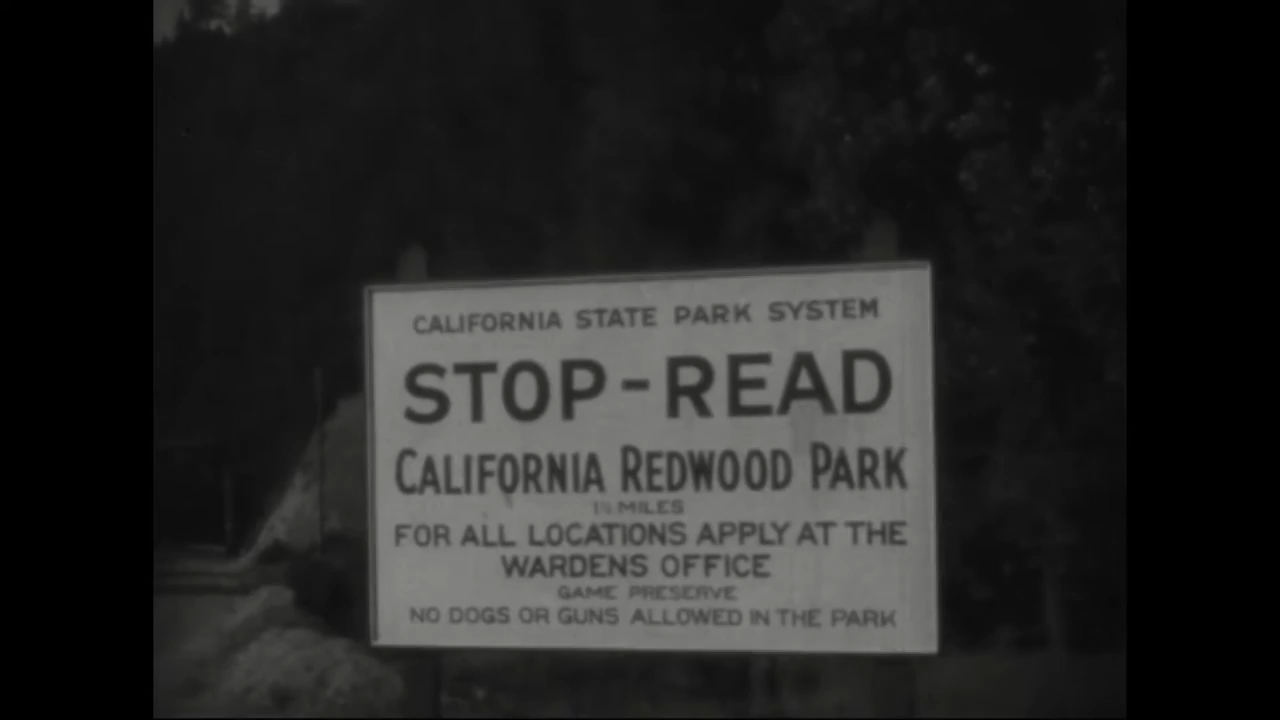 CALIFORNIA STATE PARK SYSTEM
STOP-READ
CALIFORNIA REDWOOD PARK
MILES
FOR ALL LOCATIONS APPLY AT THE
WARDENS OFFICE
GAME PRESERVE
NO DOGS OR GUNS ALLOWED IN THE PARK